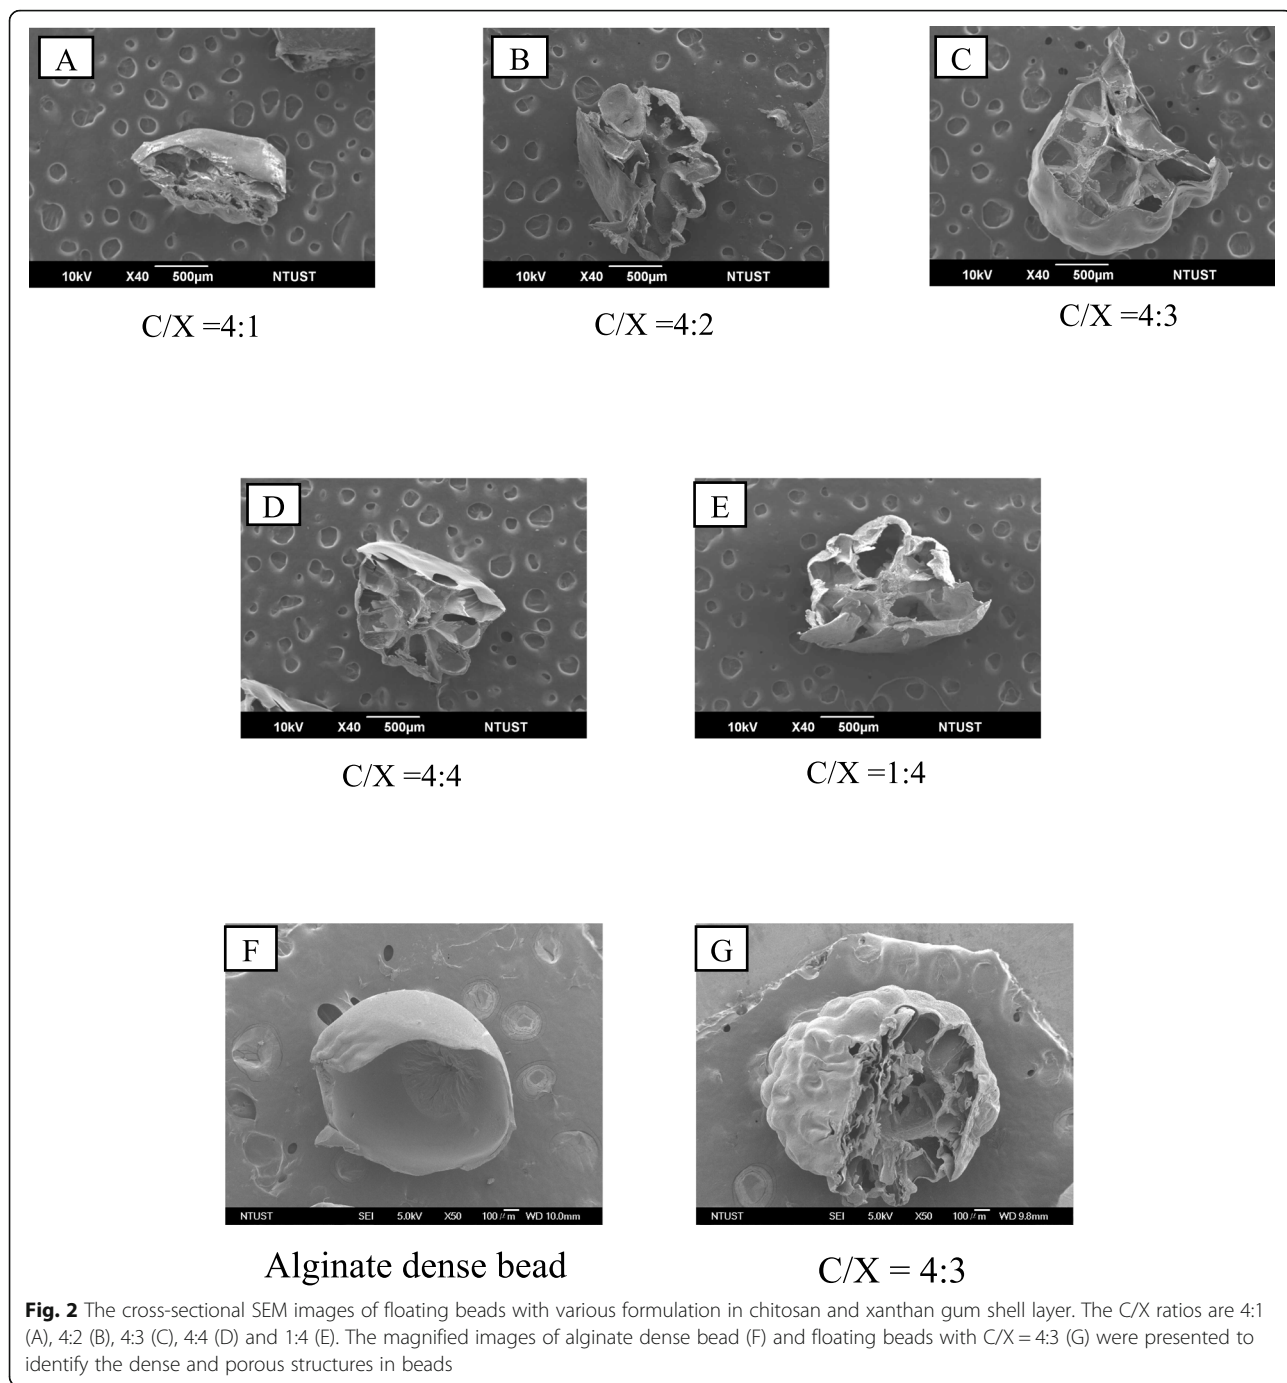 A
B
C
10kV X40 500μm NTUST
10kV X40 500μm NTUST
10kV X40 500μm NTUST
C/X =4:1
C/X =4:2
C/X =4:3
D
E
10kV X40 500μm NTUST
10kV X40 500μm NTUST
C/X =4:4
C/X =1:4
F
G
NTUST SEI 5.0kV X50 100μm WD 10.0mm
NTUST SEI 5.0kV X50 100μm WD 9.8mm
Alginate dense bead
C/X = 4:3
Fig. 2 The cross-sectional SEM images of floating beads with various formulation in chitosan and xanthan gum shell layer. The C/X ratios are 4:1
(A), 4:2 (B), 4:3 (C), 4:4 (D) and 1:4 (E). The magnified images of alginate dense bead (F) and floating beads with C/X = 4:3 (G) were presented to
identify the dense and porous structures in beads